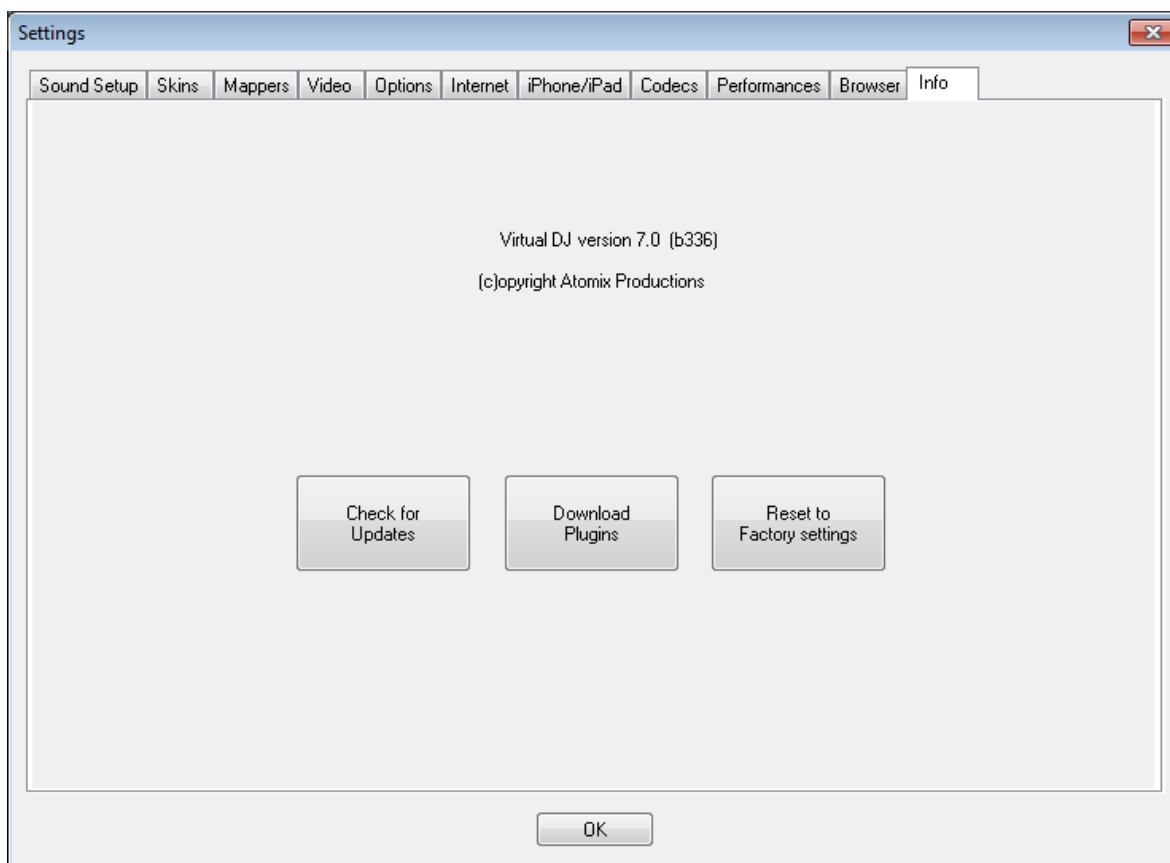 Settings
Sound Setup Skins Mappers Video Options Internet iPhone/iPad Codecs Performances Browser Info
Virtual DJ version 7.0 (b336)
(c)opyright Atomix Productions
Check for
Updates
Download
Plugins
Reset to
Factory settings
OK